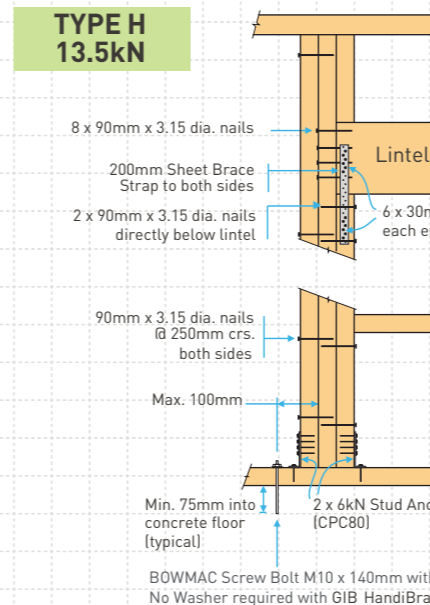 TYPE H
13.5kN
8 x 90mm x 3.15 dia. nails
Lintel
200mm Sheet Brace
Strap to both sides
2 x 90mm x 3.15 dia. nails
directly below lintel
6 x 30m
each e
90mm x 3.15 dia. nails
@ 250mm crs.
both sides
Max. 100mm
Min. 75mm into
concrete floor
(typical)
2 x 6kN Stud Anc
(CPC80)
BOWMAC Screw Bolt M10 x 140mm with
No Washer required with GIB HandiBra